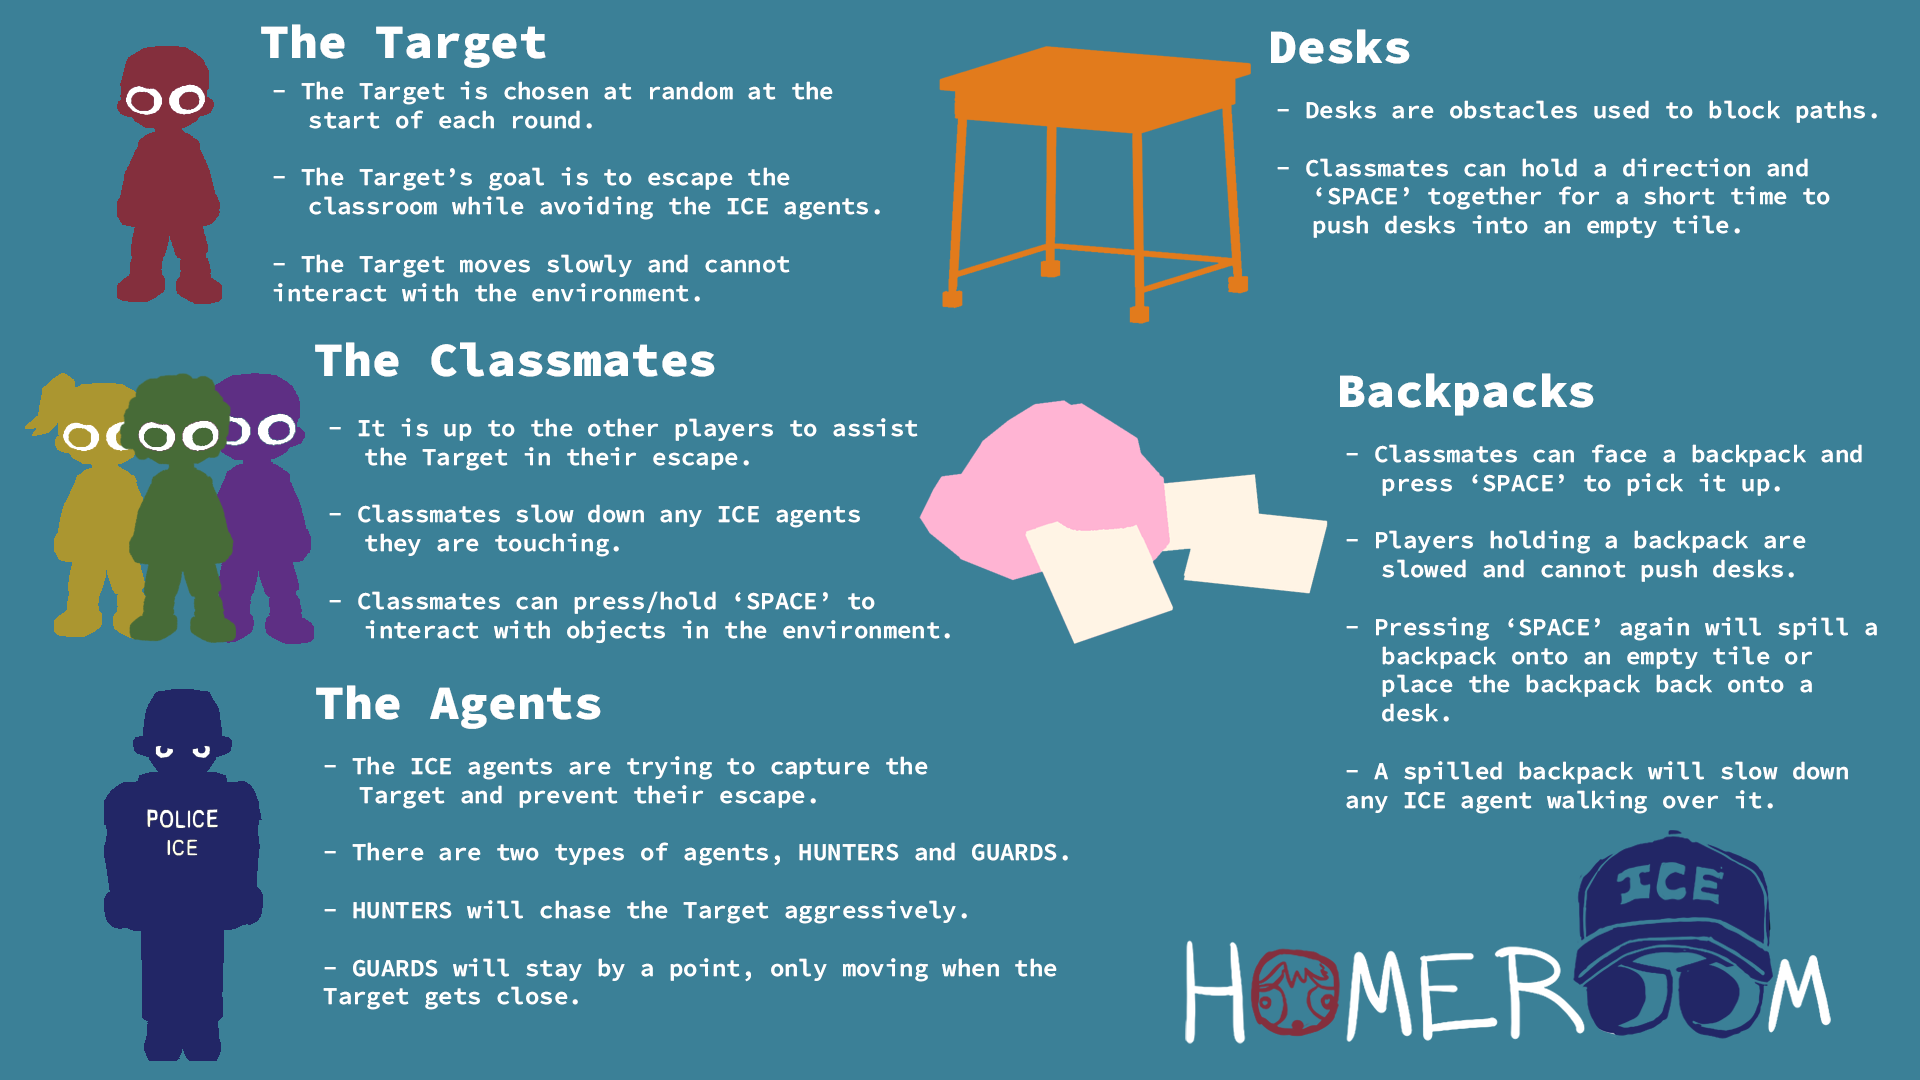 The Target
- The Target is chosen at random at the
start of each round.
- The Target’s goal is to escape the
classroom while avoiding the ICE agents.
- The Target moves slowly and cannot
interact with the environment.
The Classmates
- It is up to the other players to assist
the Target in their escape.
- Classmates slow down any ICE agents
they are touching.
- Classmates can press/hold ‘SPACE’ to
interact with objects in the environment.
The Agents
- The ICE agents are trying to capture the
Target and prevent their escape.
- There are two types of agents, HUNTERS and GUARDS.
- HUNTERS will chase the Target aggressively.
- GUARDS will stay by a point, only moving when the
Target gets close.
POLICE
ICE
Desks
- Desks are obstacles used to block paths.
- Classmates can hold a direction and
‘SPACE’ together for a short time to
push desks into an empty tile.
Backpacks
- Classmates can face a backpack and
press ‘SPACE’ to pick it up.
- Players holding a backpack are
slowed and cannot push desks.
- Pressing ‘SPACE’ again will spill a
backpack onto an empty tile or
place the backpack back onto a
desk.
- A spilled backpack will slow down
any ICE agent walking over it.
ICE
HOMEROOM